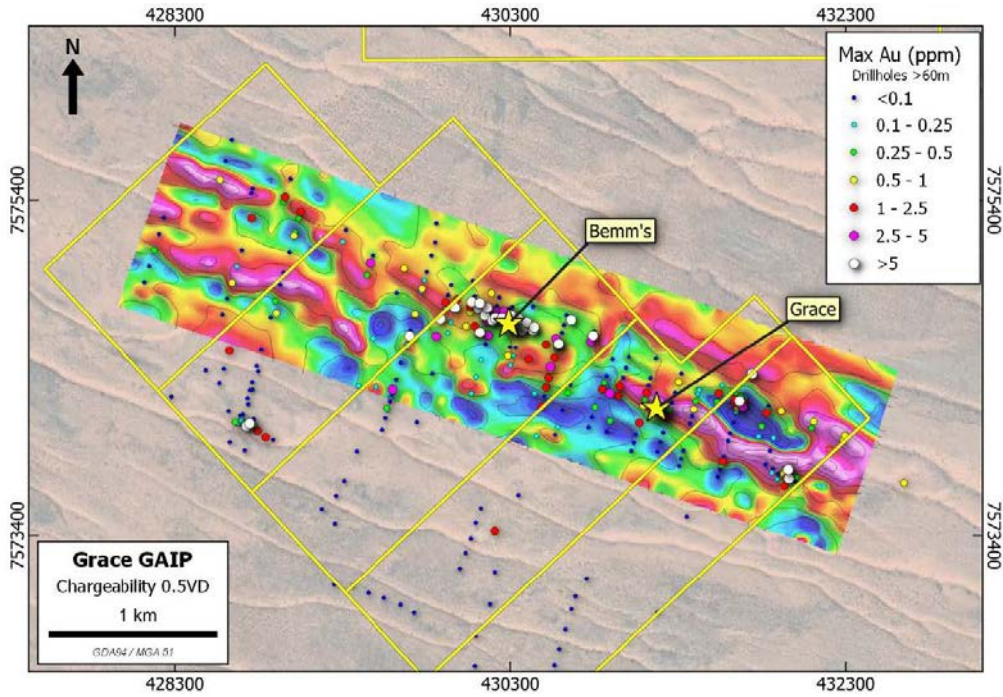 428300
430300
432300
N
Max Au (ppm)
Drillholes >60m
<0.1
0.1 - 0.25
0.25 - 0.5
0.5 - 1
1 - 2.5
2.5 - 5
>5
7575400
7575400
Bemm's
Grace
7573400
7573400
Grace GAIP
Chargeability 0.5VD
1 km
GDA94 / MGA 51
428300
430300
432300